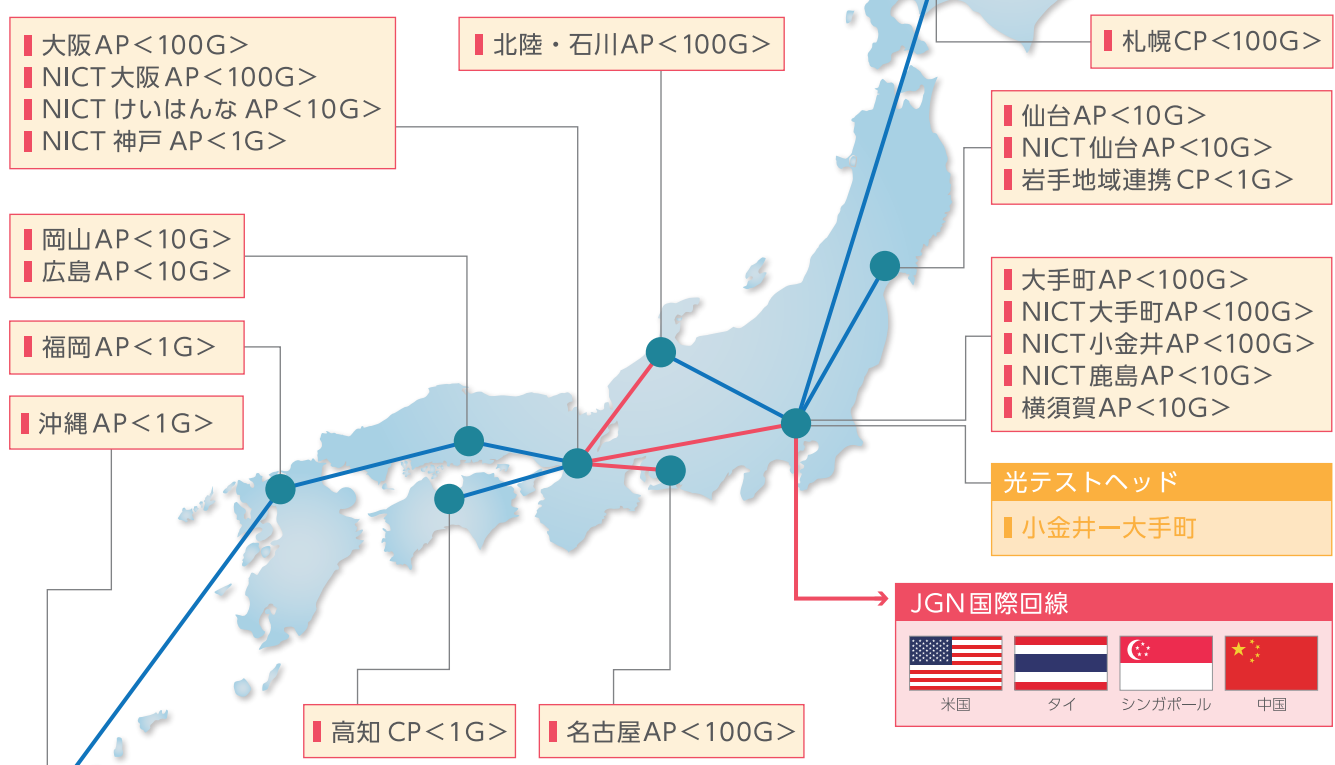 大阪AP<100G>
NICT 大阪AP<100G>
NICT けいはんな AP<10G>
NICT 神戸 AP<1G>
北陸・石川AP<100G>
札幌CP<100G>
仙台AP<10G>
NICT仙台AP<10G>
岩手地域連携CP<1G>
岡山AP<10G>
広島AP<10G>
大手町AP<100G>
NICT大手町AP<100G>
NICT小金井AP<100G>
NICT鹿島AP<10G>
横須賀AP<10G>
福岡AP<1G>
沖縄AP<1G>
光テストヘッド
小金井ー大手町
JGN国際回線
米国
タイ
シンガポール
中国
高知 CP<1G>
名古屋AP<100G>